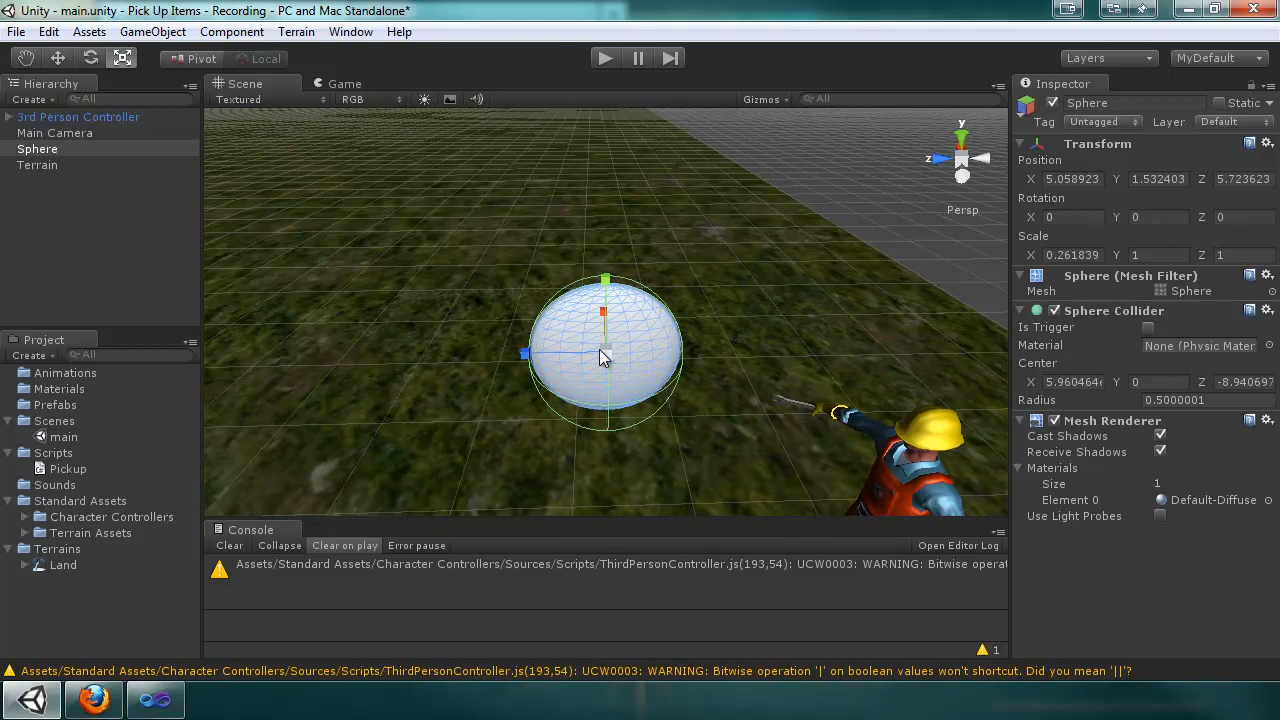 Unity - main.unity - Pick Up Items - Recording - PC and Mac Standalone*
File Edit Assets GameObject Component Terrain Window Help
Pivot Local Layers MyDefault
Hierarchy
Create All
3rd Person Controller
Main Camera
Sphere
Terrain
Project
Create All
Animations
Materials
Prefabs
Scenes
main
Scripts
Pickup
Sounds
Standard Assets
Character Controllers
Terrain Assets
Terrains
Land
Scene Game
Textured RGB Gizmos All
y
z
Persp
Console
Clear Collapse Clear on play Error pause Open Editor Log
Assets/Standard Assets/Character Controllers/Sources/Scripts/ThirdPersonController.js(193,54): UCW0003: WARNING: Bitwise operat
1
Inspector
Sphere Static
Tag Untagged Layer Default
Transform
Position
X 5.058923 Y 1.532403 Z 5.723623
Rotation
X 0 Y 0 Z 0
Scale
X 0.261839 Y 1 Z 1
Sphere (Mesh Filter)
Mesh Sphere
Sphere Collider
Is Trigger
Material None (Physic Mater
Center
X 5.960464 Y 0 Z -8.940697
Radius 0.5000001
Mesh Renderer
Cast Shadows
Receive Shadows
Materials
Size 1
Element 0 Default-Diffuse
Use Light Probes
Assets/Standard Assets/Character Controllers/Sources/Scripts/ThirdPersonController.js(193,54): UCW0003: WARNING: Bitwise operation '|' on boolean values won't shortcut. Did you mean '||'?